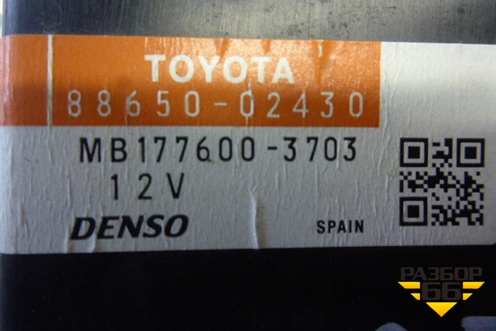 TOYOTA
88650-02430
MB177600-3703
12V
DENSO SPAIN
РАЗБОР
66